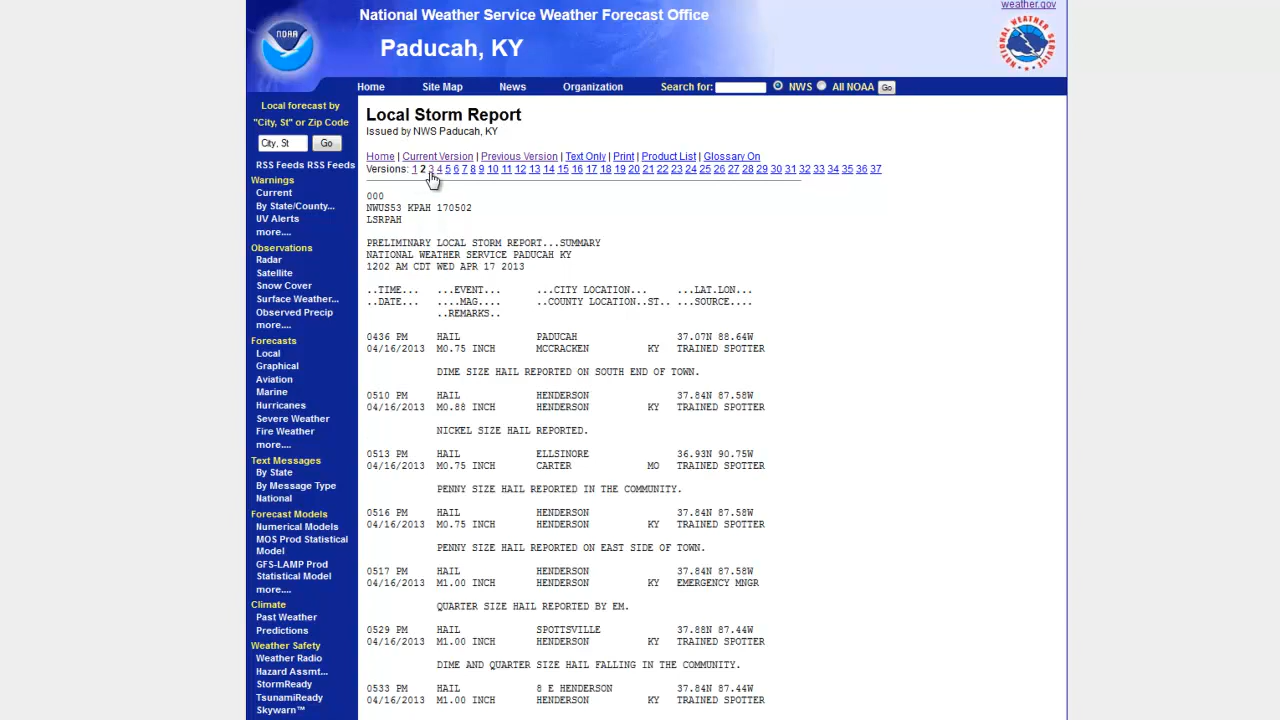 National Weather Service Weather Forecast Office
weather.gov
NOAA
Paducah, KY
Home Site Map News Organization Search for: NWS All NOAA Go
Local forecast by
"City, St" or Zip Code
City, St Go
RSS Feeds RSS Feeds
Warnings
Current
By State/County...
UV Alerts
more....
Observations
Radar
Satellite
Snow Cover
Surface Weather...
Observed Precip
more....
Forecasts
Local
Graphical
Aviation
Marine
Hurricanes
Severe Weather
Fire Weather
more....
Text Messages
By State
By Message Type
National
Forecast Models
Numerical Models
MOS Prod Statistical
Model
GFS-LAMP Prod
Statistical Model
more....
Climate
Past Weather
Predictions
Weather Safety
Weather Radio
Hazard Assmt...
StormReady
TsunamiReady
Skywarn™
Local Storm Report
Issued by NWS Paducah, KY
Home | Current Version | Previous Version | Text Only | Print | Product List | Glossary On
Versions: 1 2 3 4 5 6 7 8 9 10 11 12 13 14 15 16 17 18 19 20 21 22 23 24 25 26 27 28 29 30 31 32 33 34 35 36 37
000
NWUS53 KPAH 170502
LSRPAH
PRELIMINARY LOCAL STORM REPORT...SUMMARY
NATIONAL WEATHER SERVICE PADUCAH KY
1202 AM CDT WED APR 17 2013
..TIME... ...EVENT... ...CITY LOCATION... ...LAT.LON...
..DATE... ....MAG.... ..COUNTY LOCATION..ST.. ...SOURCE....
..REMARKS..
0436 PM HAIL PADUCAH 37.07N 88.64W
04/16/2013 M0.75 INCH MCCRACKEN KY TRAINED SPOTTER
DIME SIZE HAIL REPORTED ON SOUTH END OF TOWN.
0510 PM HAIL HENDERSON 37.84N 87.58W
04/16/2013 M0.88 INCH HENDERSON KY TRAINED SPOTTER
NICKEL SIZE HAIL REPORTED.
0513 PM HAIL ELLSINORE 36.93N 90.75W
04/16/2013 M0.75 INCH CARTER MO TRAINED SPOTTER
PENNY SIZE HAIL REPORTED IN THE COMMUNITY.
0516 PM HAIL HENDERSON 37.84N 87.58W
04/16/2013 M0.75 INCH HENDERSON KY TRAINED SPOTTER
PENNY SIZE HAIL REPORTED ON EAST SIDE OF TOWN.
0517 PM HAIL HENDERSON 37.84N 87.58W
04/16/2013 M1.00 INCH HENDERSON KY EMERGENCY MNGR
QUARTER SIZE HAIL REPORTED BY EM.
0529 PM HAIL SPOTTSVILLE 37.88N 87.44W
04/16/2013 M1.00 INCH HENDERSON KY TRAINED SPOTTER
DIME AND QUARTER SIZE HAIL FALLING IN THE COMMUNITY.
0533 PM HAIL 8 E HENDERSON 37.84N 87.44W
04/16/2013 M1.00 INCH HENDERSON KY TRAINED SPOTTER